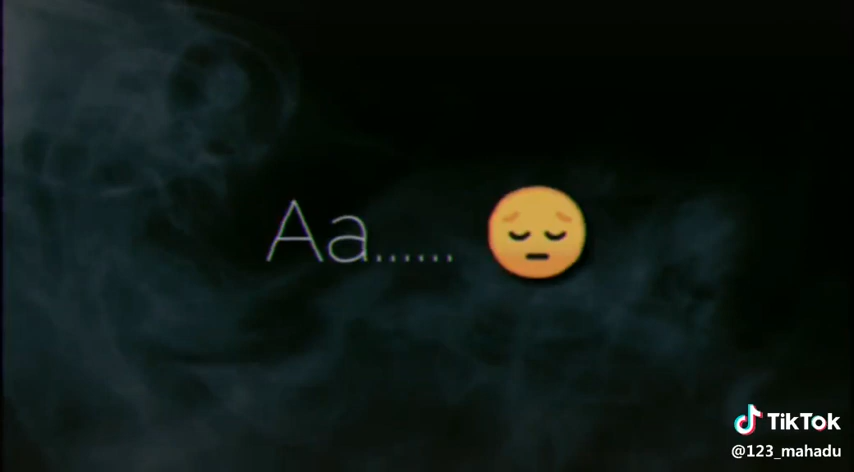 Aa...... 😔
TikTok
@123_mahadu